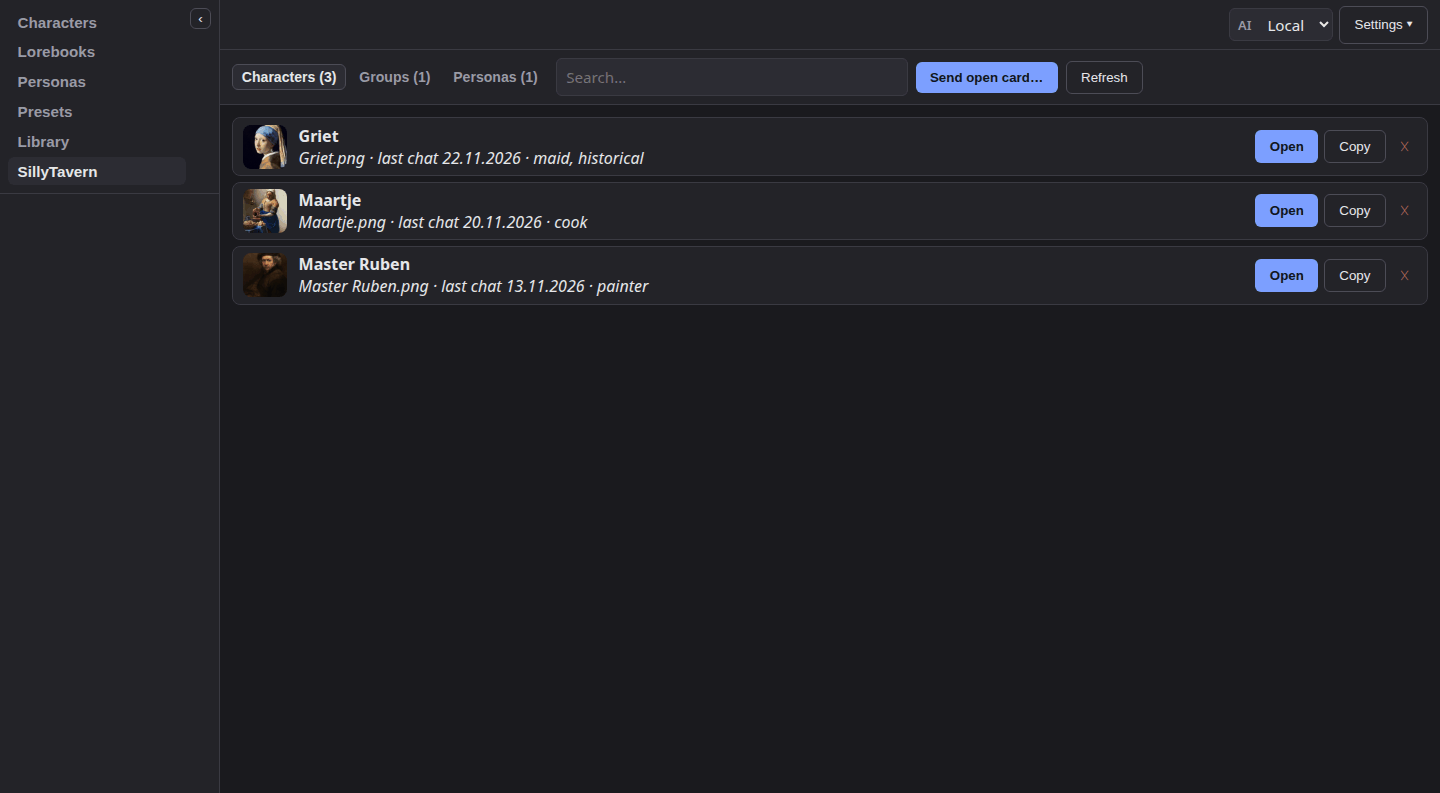 Characters
‹
Lorebooks
Personas
Presets
Library
SillyTavern
AI Local
Settings ▾
Characters (3)
Groups (1)
Personas (1)
Search…
Send open card…
Refresh
Griet
Griet.png · last chat 22.11.2026 · maid, historical
Open
Copy
X
Maartje
Maartje.png · last chat 20.11.2026 · cook
Open
Copy
X
Master Ruben
Master Ruben.png · last chat 13.11.2026 · painter
Open
Copy
X